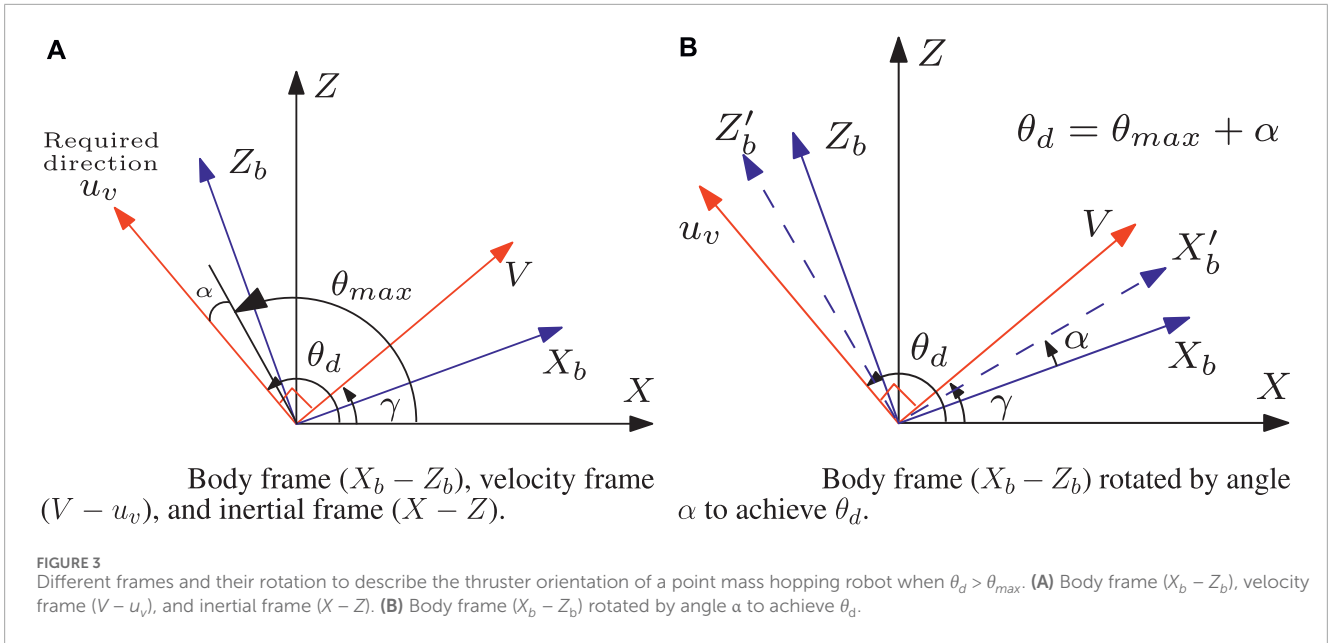 A
Z
Required
direction
u_v
Z_b
α
θ_max
V
θ_d
X_b
γ
X
Body frame (X_b − Z_b), velocity frame
(V − u_v), and inertial frame (X − Z).
B
Z
θ_d = θ_max + α
Z′_b
Z_b
u_v
V
X′_b
θ_d
α
X_b
γ
X
Body frame (X_b − Z_b) rotated by angle
α to achieve θ_d.
FIGURE 3
Different frames and their rotation to describe the thruster orientation of a point mass hopping robot when θ_d > θ_max. (A) Body frame (X_b − Z_b), velocity
frame (V − u_v), and inertial frame (X − Z). (B) Body frame (X_b − Z_b) rotated by angle α to achieve θ_d.